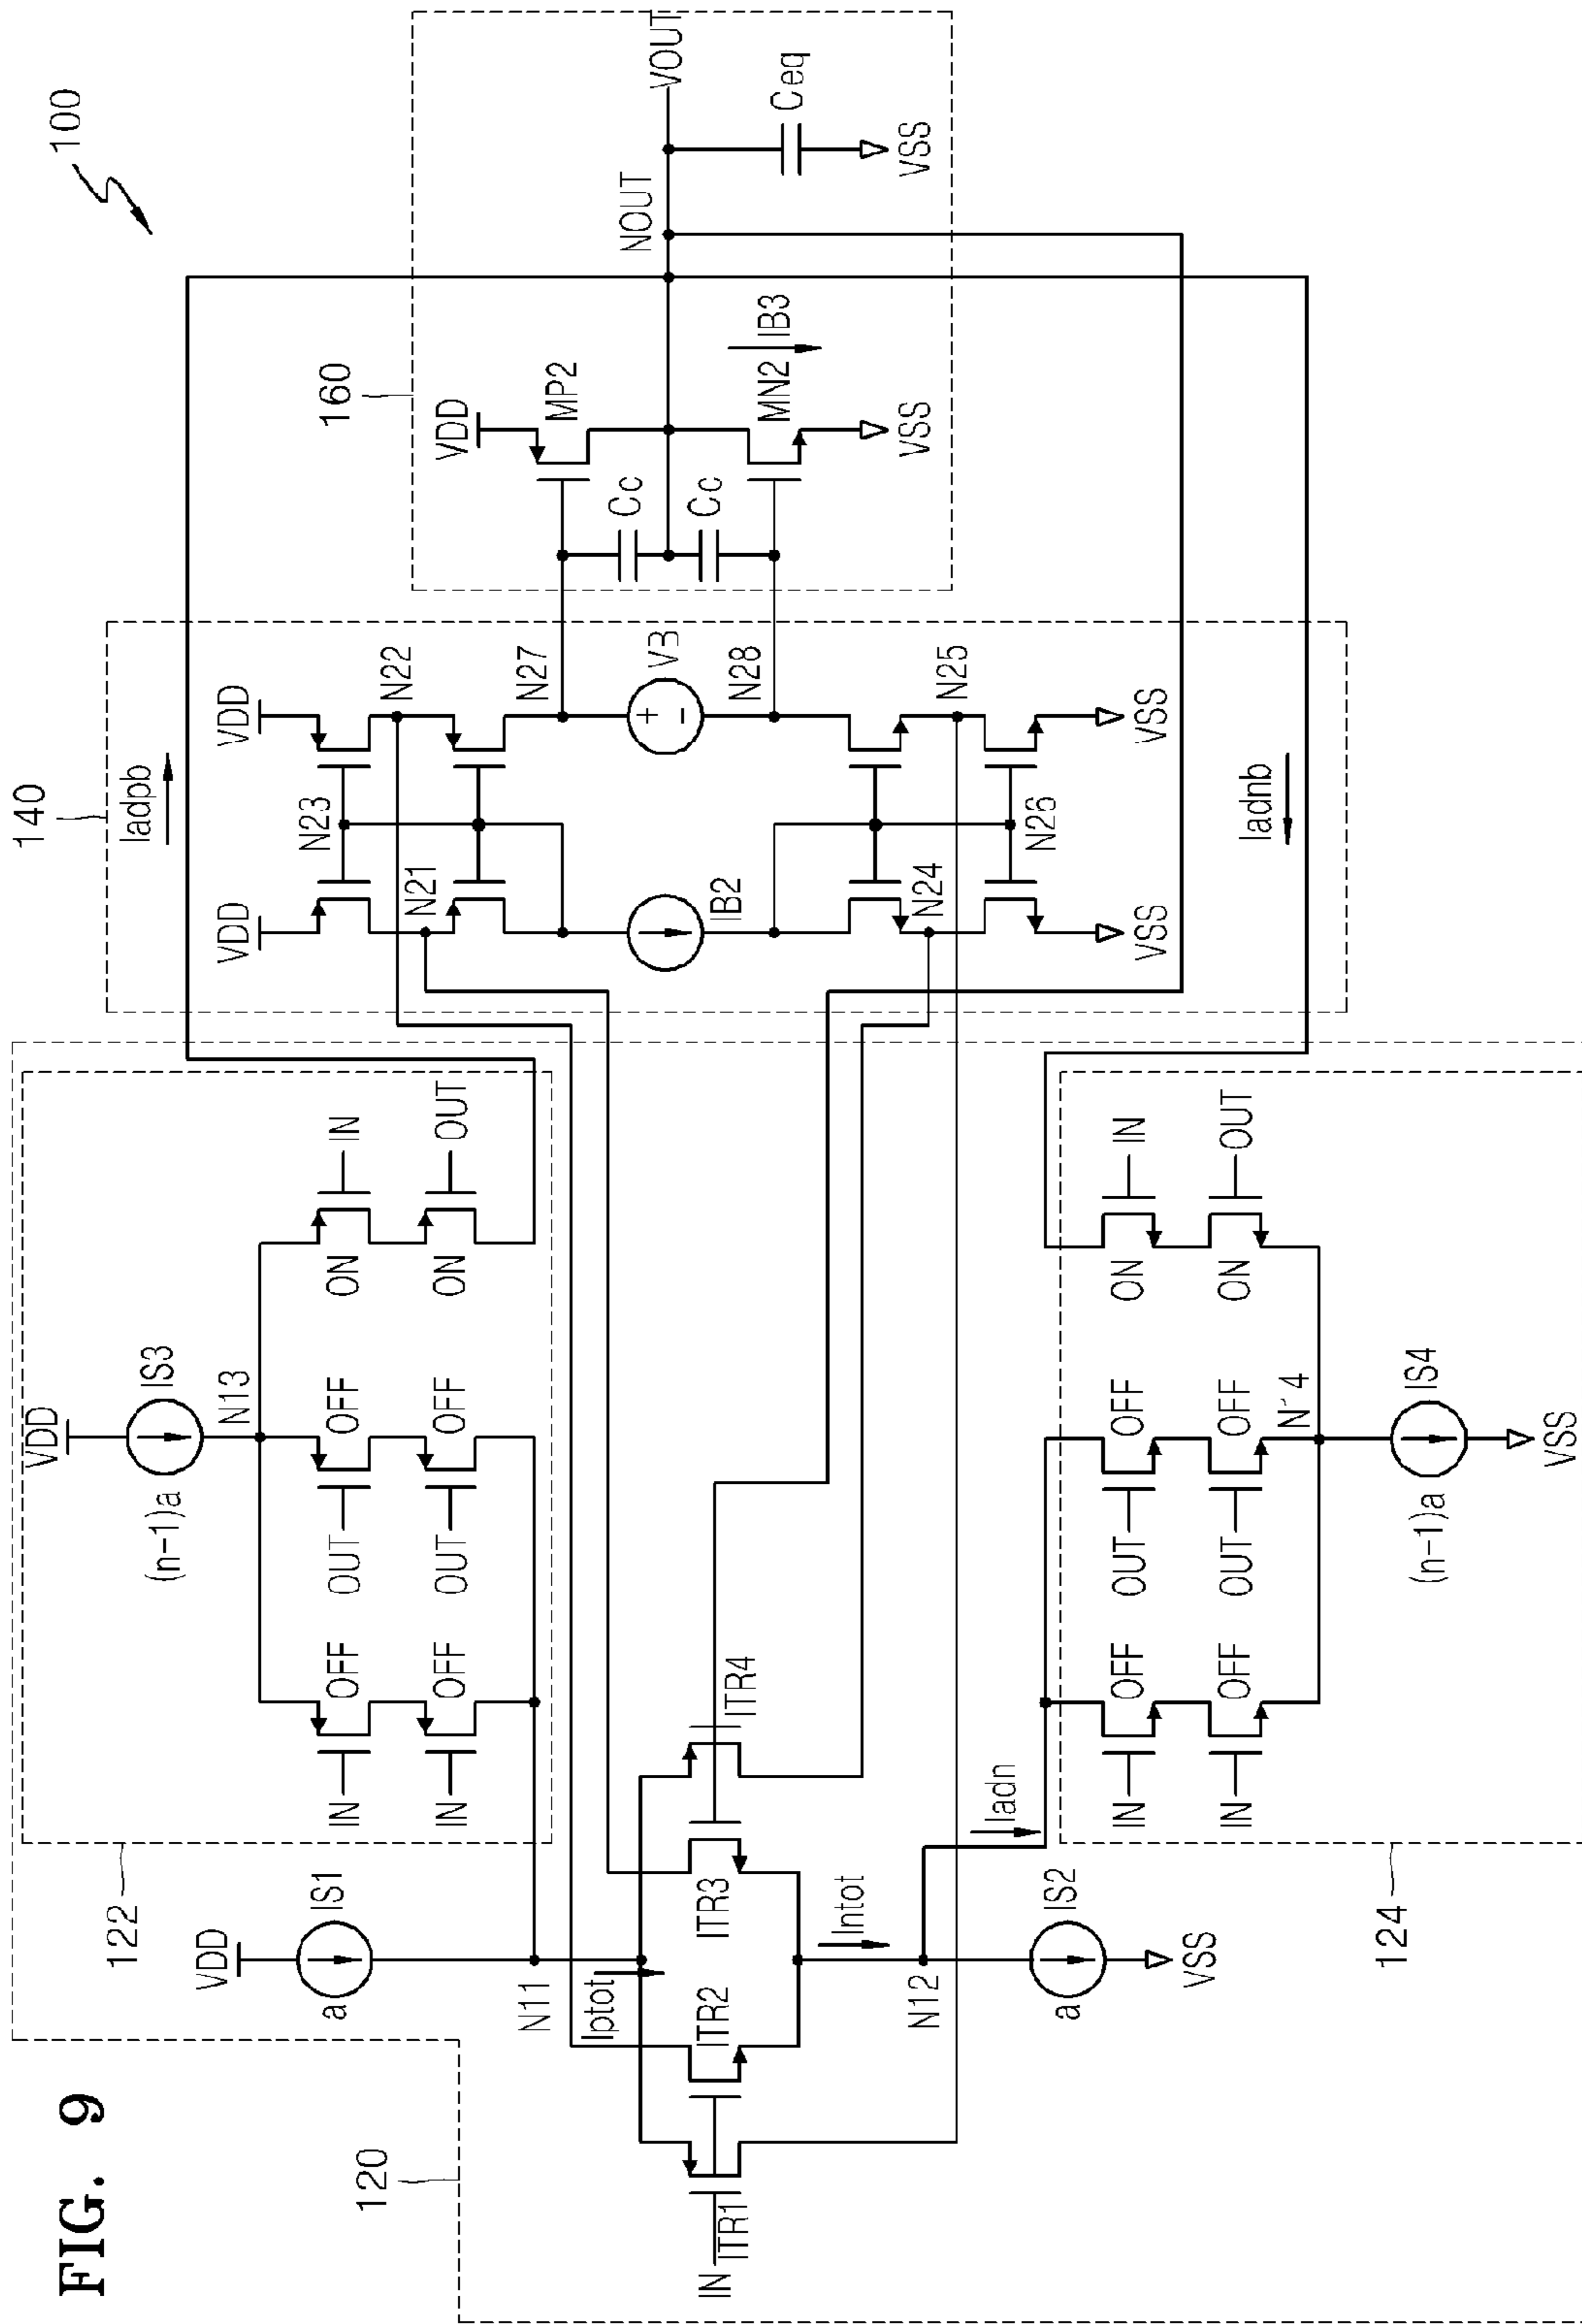 FIG. 9
100
120
122
VDD
IS3
(n-1)a
N13
OFF
OFF
ON
IN
OUT
IN
OFF
OFF
ON
OUT
IN
OUT
VDD
IS1
a
N11
Iptot
IN
ITR1
ITR2
ITR3
ITR4
Intot
N12
Iadn
IS2
a
VSS
124
IN
OFF
OUT
OFF
ON
IN
IN
OFF
OUT
OFF
ON
OUT
N14
(n-1)a
IS4
VSS
140
Iadpb
VDD
VDD
N23
N22
N21
N27
IB2
+
-
VB
N28
N24
N25
N26
VSS
VSS
Iadnb
160
VDD
MP2
Cc
Cc
NOUT
VOUT
MN2
IB3
VSS
Ceq
VSS